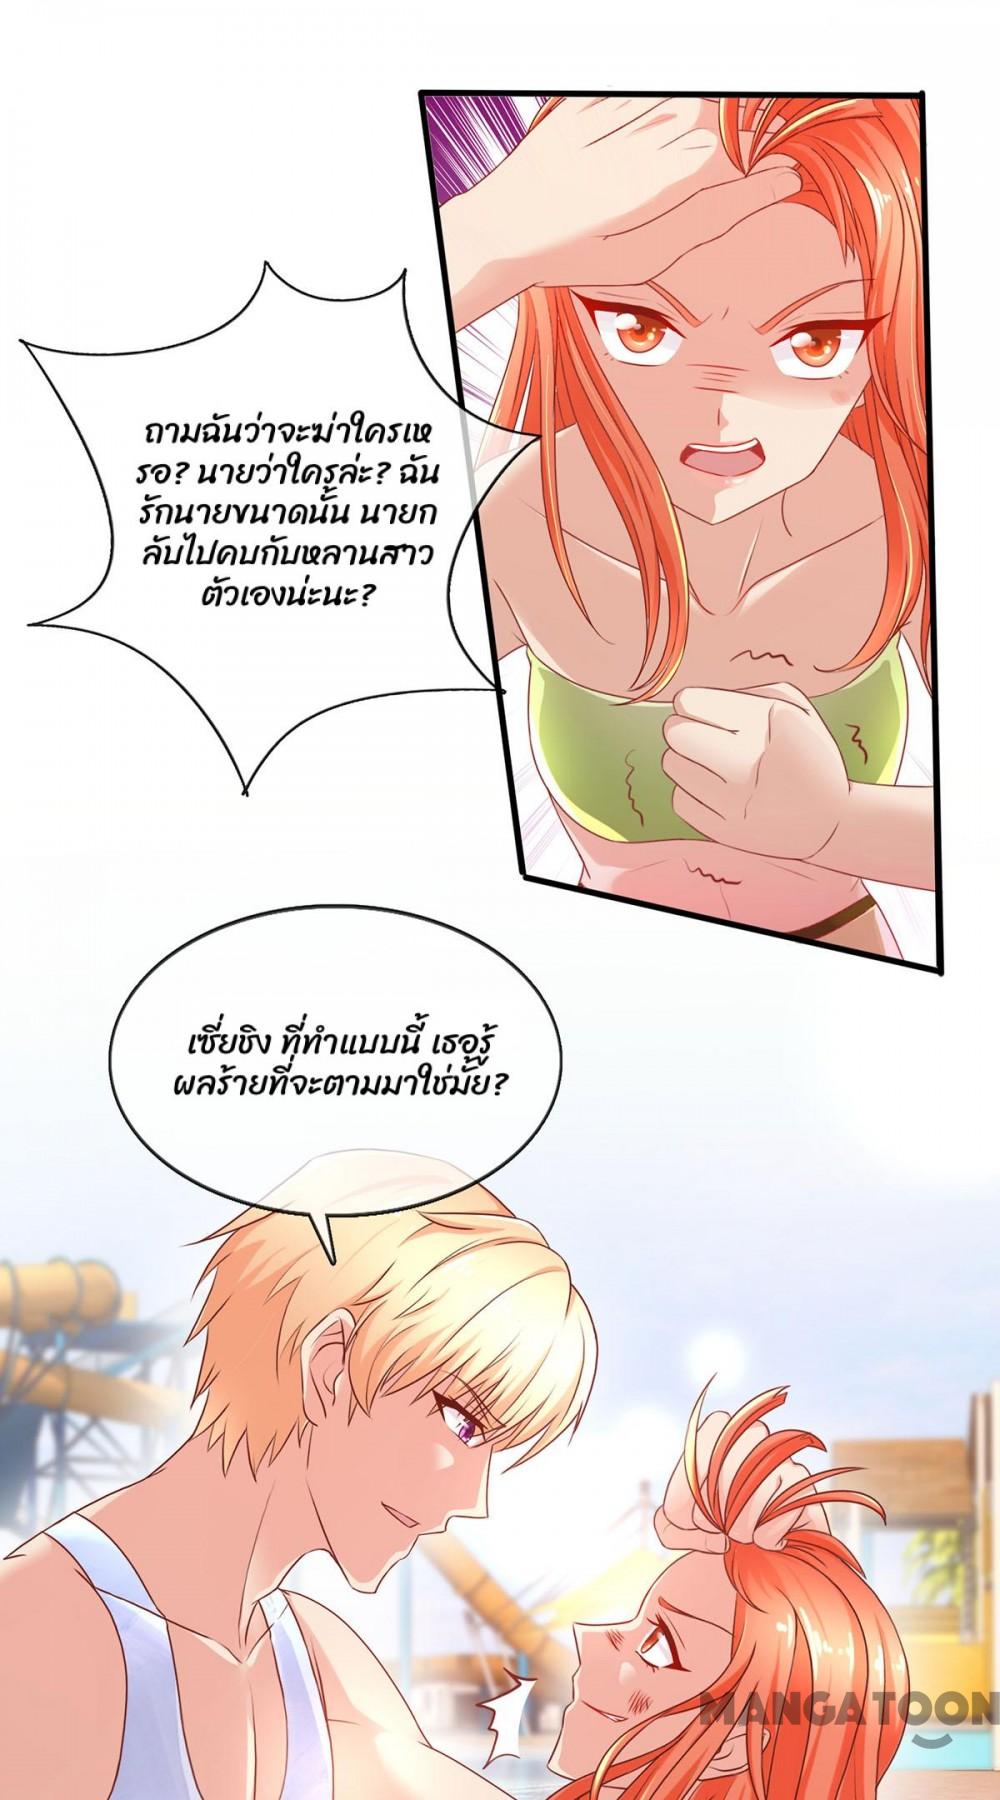 ถามฉันว่าจะฆ่าใครเห
รอ? นายว่าใครล่ะ? ฉัน
รักนายขนาดนั้น นายก
ลับไปคบกับหลานสาว
ตัวเองน่ะนะ?
เซี่ยชิง ที่ทำแบบนี้ เธอรู้
ผลร้ายที่จะตามมาใช่มั้ย?
MANGATOON